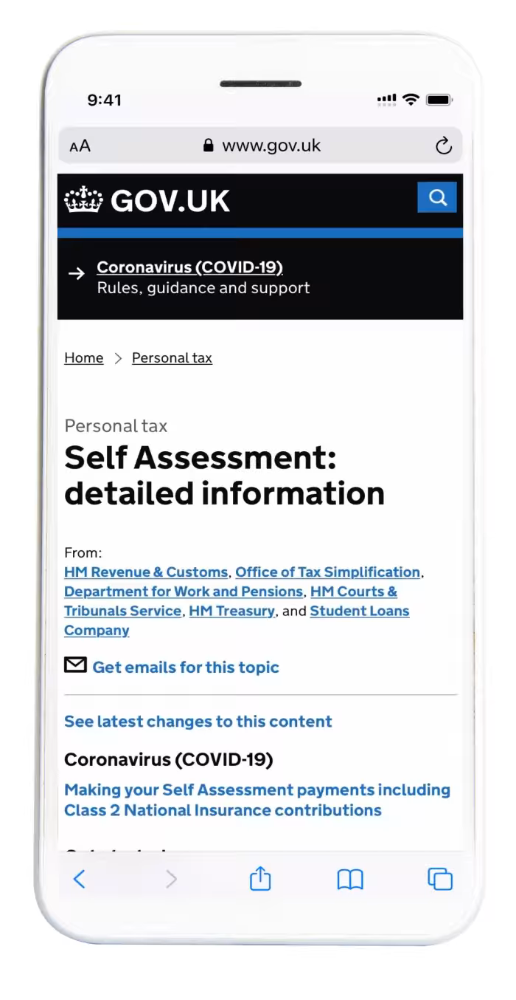 9:41
AA www.gov.uk
GOV.UK
Coronavirus (COVID-19)
Rules, guidance and support
Home > Personal tax
Personal tax
Self Assessment:
detailed information
From:
HM Revenue & Customs, Office of Tax Simplification,
Department for Work and Pensions, HM Courts &
Tribunals Service, HM Treasury, and Student Loans
Company
Get emails for this topic
See latest changes to this content
Coronavirus (COVID-19)
Making your Self Assessment payments including
Class 2 National Insurance contributions